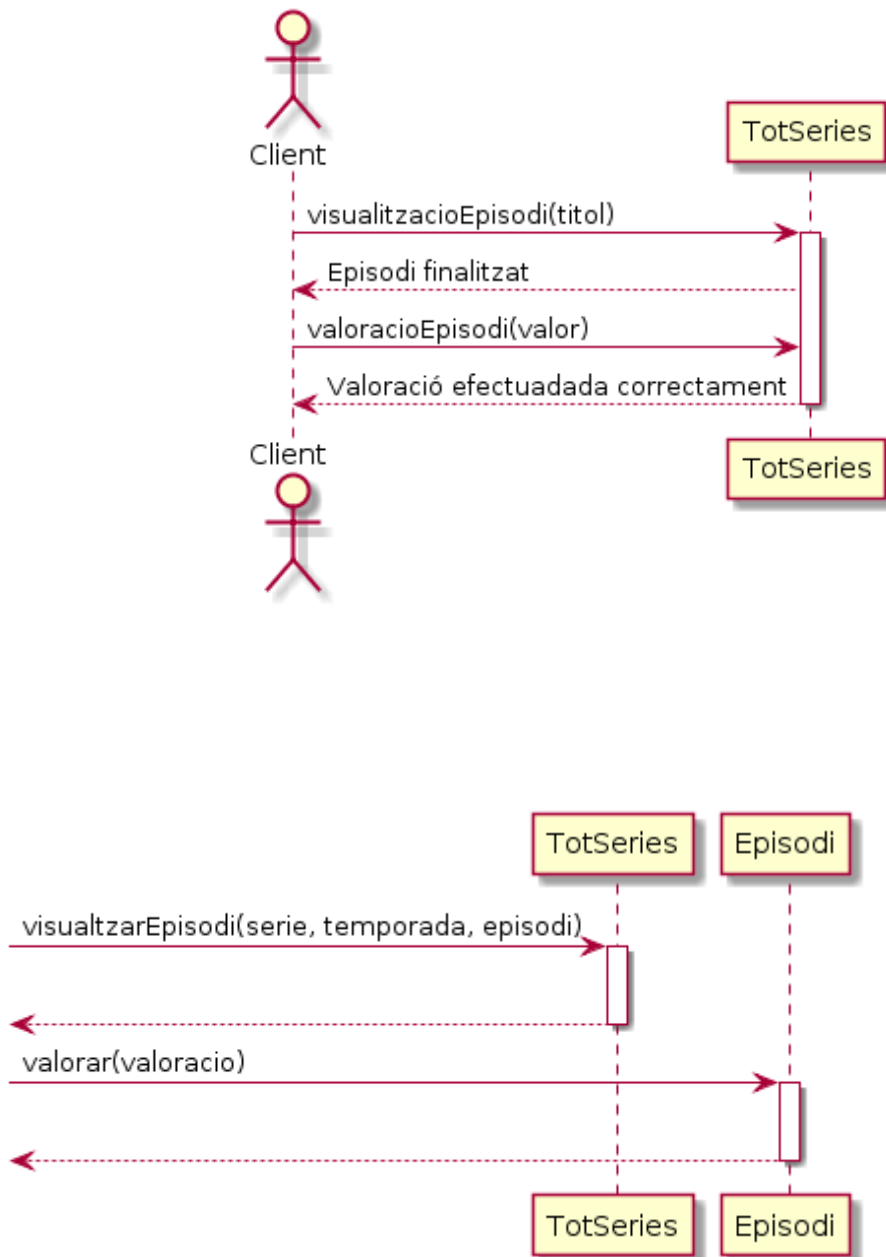 Client
TotSeries
visualitzacioEpisodi(titol)
Episodi finalitzat
valoracioEpisodi(valor)
Valoració efectuadada correctament
Client
TotSeries
TotSeries
Episodi
visualtzarEpisodi(serie, temporada, episodi)
valorar(valoracio)
TotSeries
Episodi